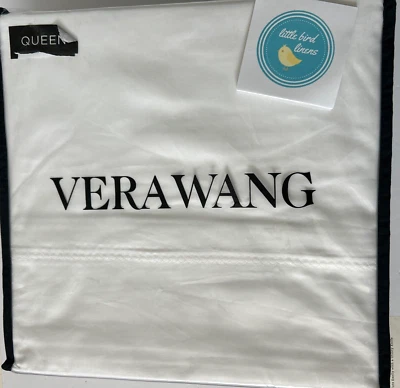 QUEEN
little bird
linens
VERAWANG